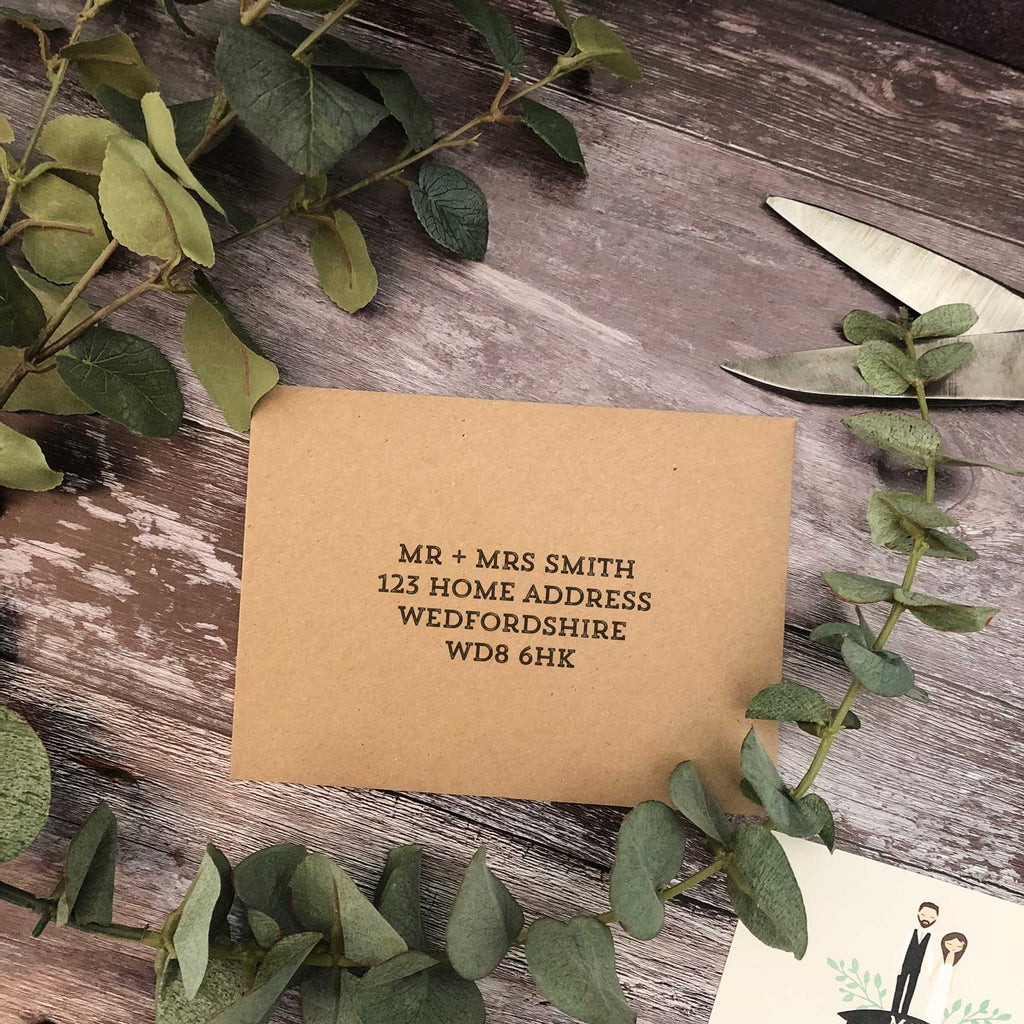 MR + MRS SMITH
123 HOME ADDRESS
WEDFORDSHIRE
WD8 6HK